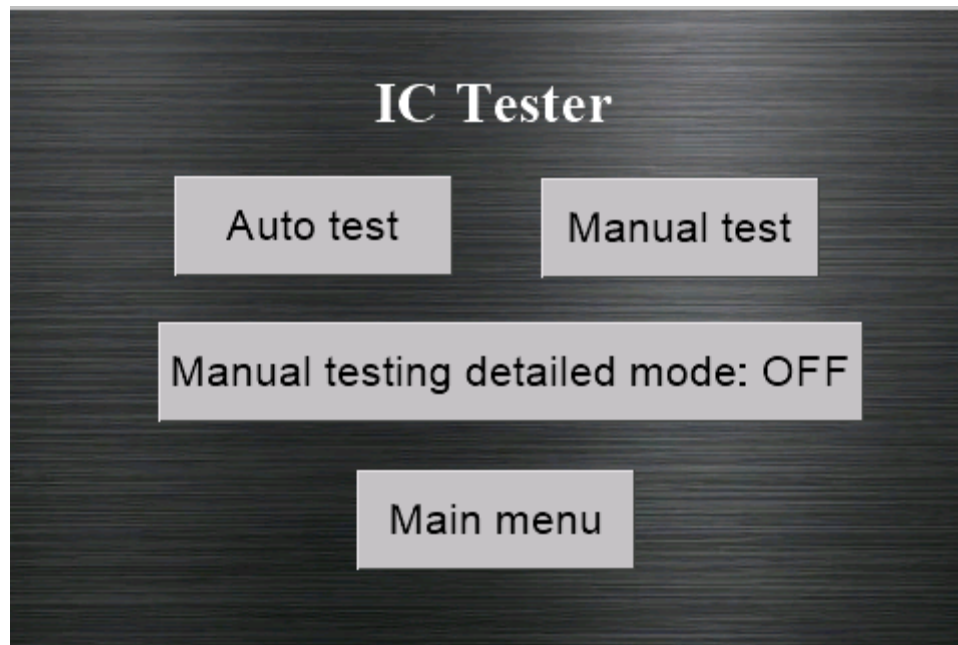 IC Tester
Auto test
Manual test
Manual testing detailed mode: OFF
Main menu